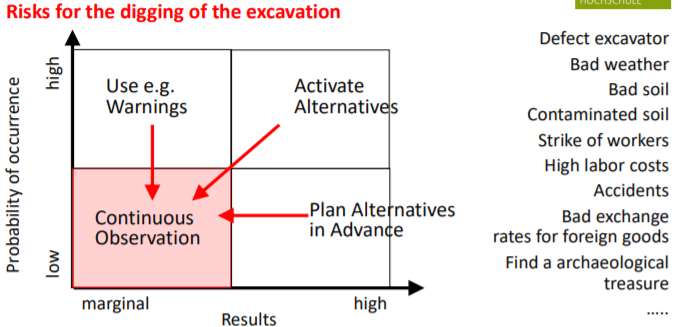 Risks for the digging of the excavation
HOCHSCHULE
Probability of occurrence
high
low
Use e.g.
Warnings
Activate
Alternatives
Continuous
Observation
Plan Alternatives
in Advance
marginal
high
Results
Defect excavator
Bad weather
Bad soil
Contaminated soil
Strike of workers
High labor costs
Accidents
Bad exchange
rates for foreign goods
Find a archaeological
treasure
.....